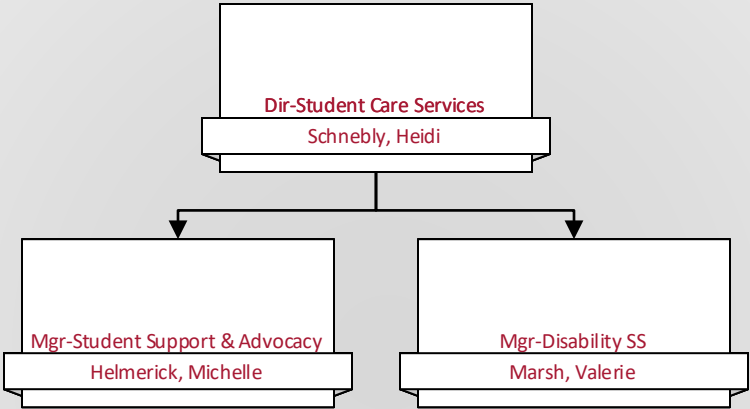 Dir-Student Care Services
Schnebly, Heidi
Mgr-Student Support & Advocacy
Helmerick, Michelle
Mgr-Disability SS
Marsh, Valerie